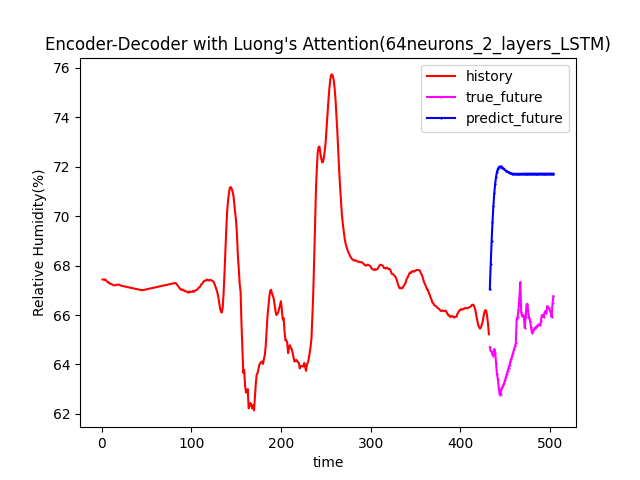 Encoder-Decoder with Luong's Attention(64neurons_2_layers_LSTM)
history
true_future
predict_future
Relative Humidity(%)
76
74
72
70
68
66
64
62
0 100 200 300 400 500
time